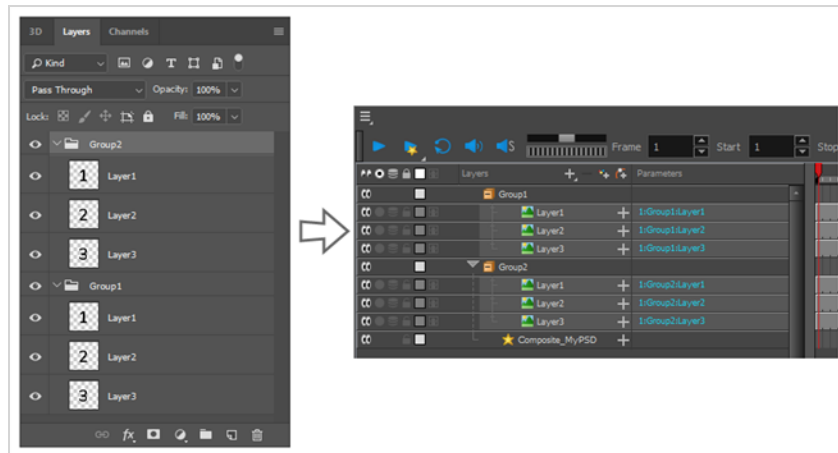 3D Layers Channels
Kind
Pass Through Opacity: 100%
Lock: Fill: 100%
Group2
1 Layer1
2 Layer2
3 Layer3
Group1
1 Layer1
2 Layer2
3 Layer3
fx
S Frame 1 Start 1 Stop
Layers Parameters
Group1
Layer1 1:Group1:Layer1
Layer2 1:Group1:Layer2
Layer3 1:Group1:Layer3
Group2
Layer1 1:Group2:Layer1
Layer2 1:Group2:Layer2
Layer3 1:Group2:Layer3
Composite_MyPSD